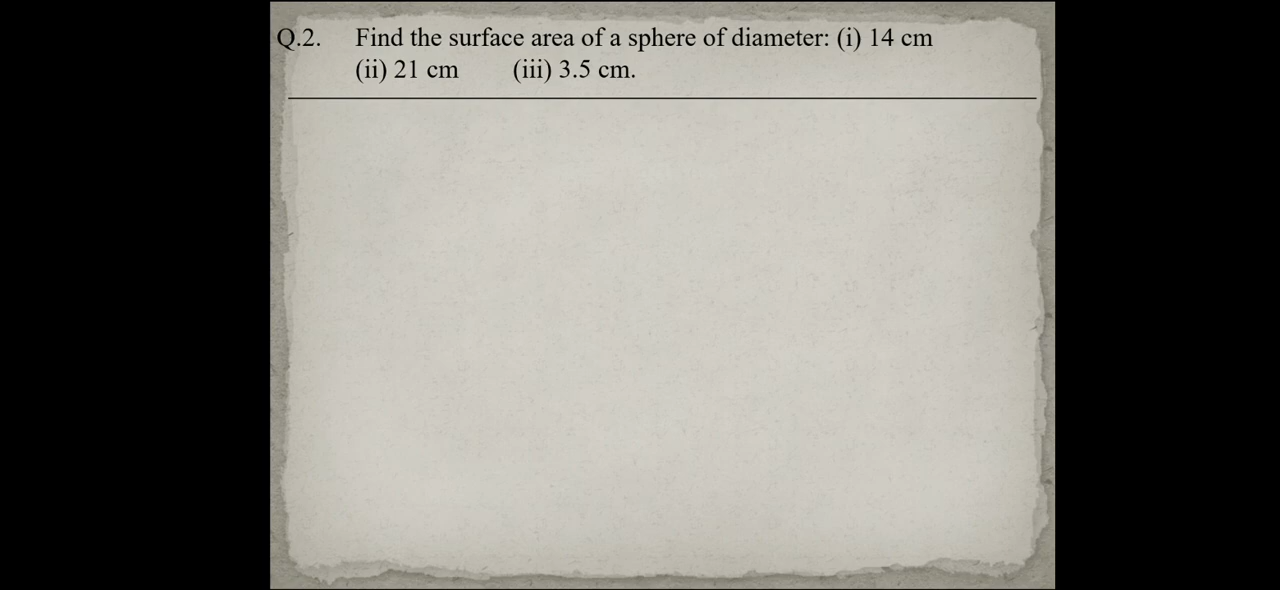 Q.2. Find the surface area of a sphere of diameter: (i) 14 cm
(ii) 21 cm (iii) 3.5 cm.